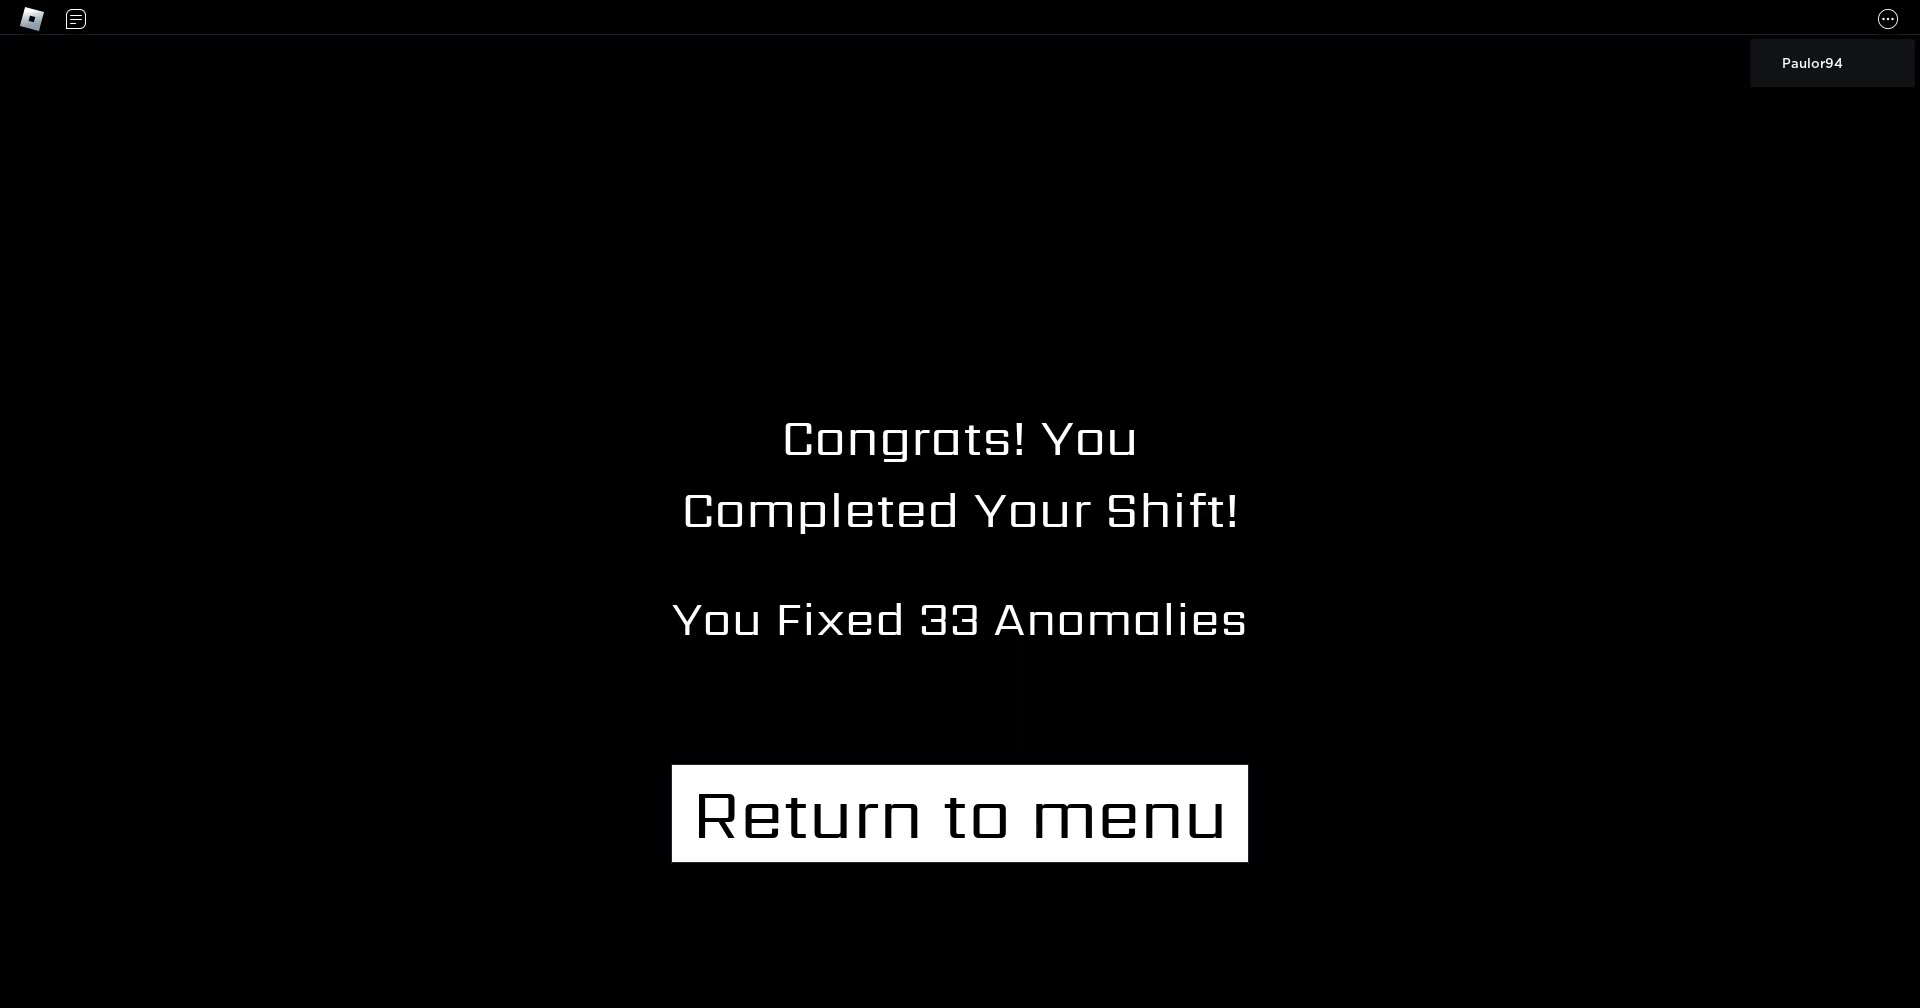 Paulor94
Congrats! You
Completed Your Shift!
You Fixed 33 Anomalies
Return to menu